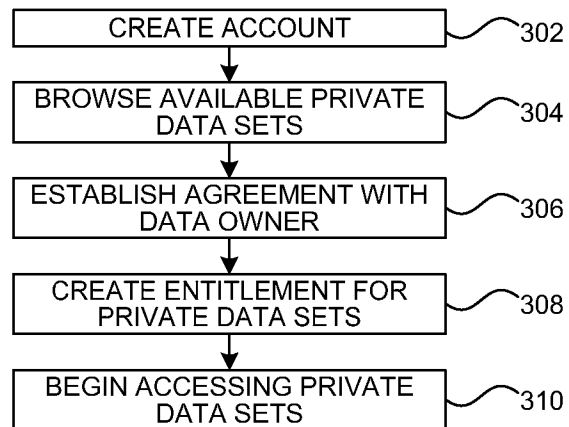 CREATE ACCOUNT
302
BROWSE AVAILABLE PRIVATE
DATA SETS
304
ESTABLISH AGREEMENT WITH
DATA OWNER
306
CREATE ENTITLEMENT FOR
PRIVATE DATA SETS
308
BEGIN ACCESSING PRIVATE
DATA SETS
310